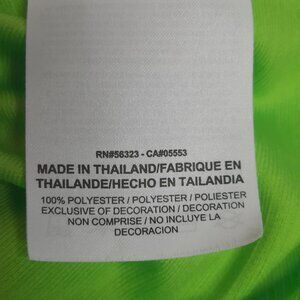 RN#56323 - CA#05553
MADE IN THAILAND/FABRIQUE EN
THAILANDE/HECHO EN TAILANDIA
100% POLYESTER / POLYESTER / POLIESTER
EXCLUSIVE OF DECORATION / DECORATION
NON COMPRISE / NO INCLUYE LA
DECORACION